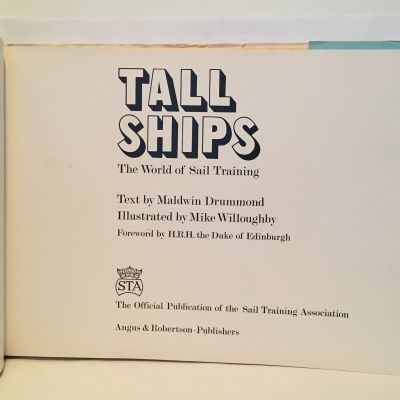 TALL
SHIPS
The World of Sail Training
Text by Maldwin Drummond
Illustrated by Mike Willoughby
Foreword by H.R.H. the Duke of Edinburgh
STA
The Official Publication of the Sail Training Association
Angus & Robertson·Publishers